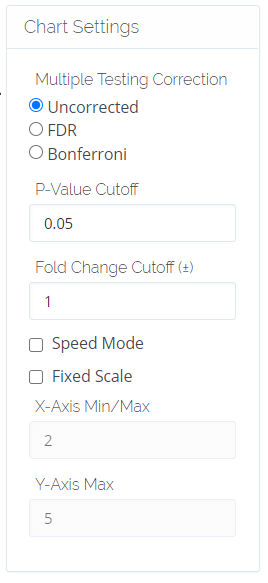 Chart Settings
Multiple Testing Correction
Uncorrected
FDR
Bonferroni
P-Value Cutoff
0.05
Fold Change Cutoff (±)
1
Speed Mode
Fixed Scale
X-Axis Min/Max
2
Y-Axis Max
5